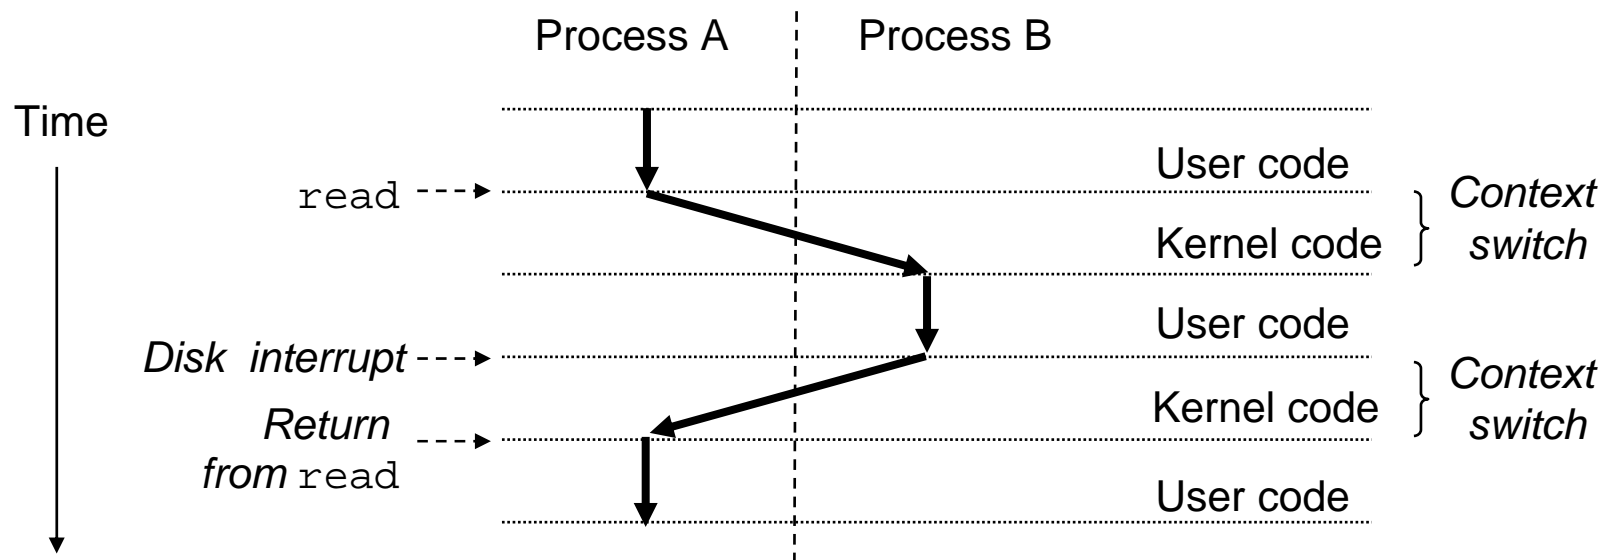 Process A Process B
Time
User code
read
Context
switch
Kernel code
User code
Disk interrupt
Context
switch
Kernel code
Return
from read
User code